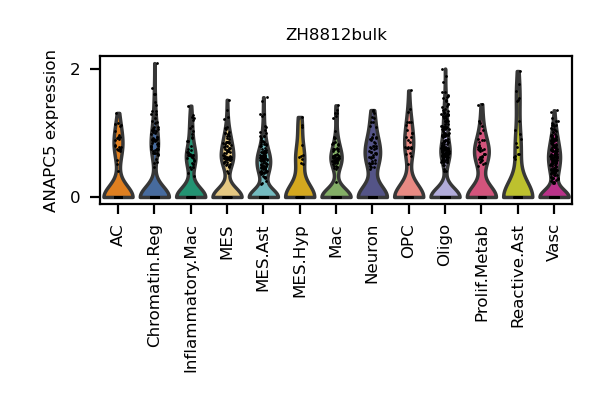 ZH8812bulk
ANAPC5 expression
2
0
AC
Chromatin.Reg
Inflammatory.Mac
MES
MES.Ast
MES.Hyp
Mac
Neuron
OPC
Oligo
Prolif.Metab
Reactive.Ast
Vasc